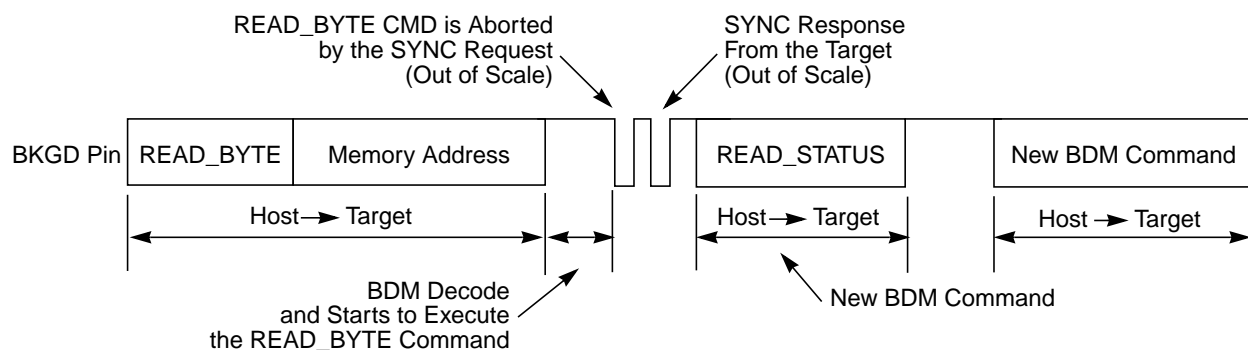 READ_BYTE CMD is Aborted
by the SYNC Request
(Out of Scale)
SYNC Response
From the Target
(Out of Scale)
BKGD Pin
READ_BYTE
Memory Address
READ_STATUS
New BDM Command
Host → Target
Host → Target
Host → Target
BDM Decode
and Starts to Execute
the READ_BYTE Command
New BDM Command